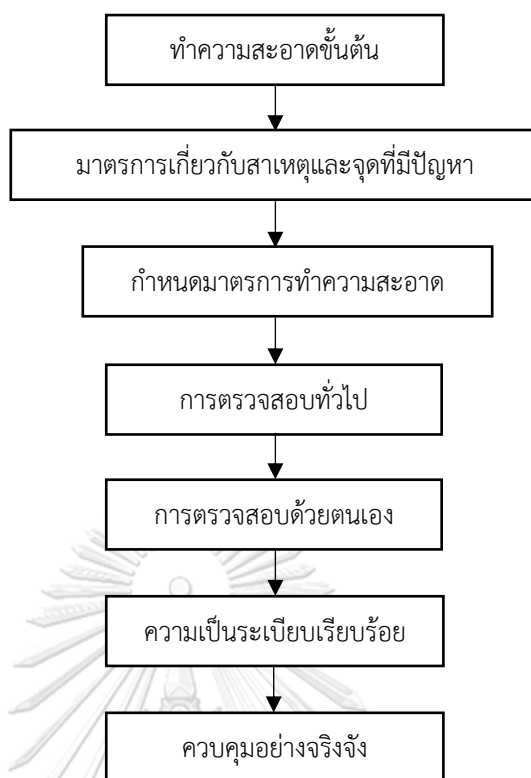 ทำความสะอาดขั้นต้น
มาตรการเกี่ยวกับสาเหตุและจุดที่มีปัญหา
กำหนดมาตรการทำความสะอาด
การตรวจสอบทั่วไป
การตรวจสอบด้วยตนเอง
ความเป็นระเบียบเรียบร้อย
ควบคุมอย่างจริงจัง